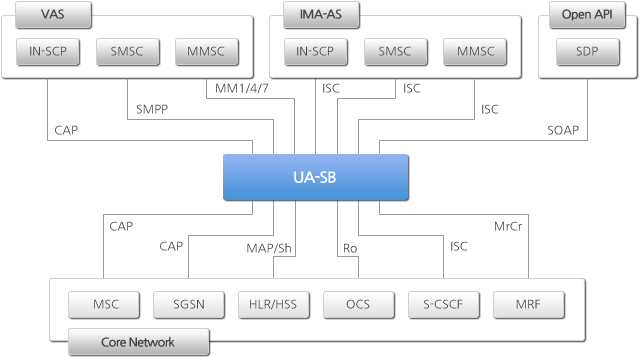 VAS
IMA-AS
Open API
IN-SCP
SMSC
MMSC
IN-SCP
SMSC
MMSC
SDP
MM1/4/7
ISC
ISC
SMPP
ISC
CAP
SOAP
UA-SB
CAP
MrCr
CAP
MAP/Sh
Ro
ISC
MSC
SGSN
HLR/HSS
OCS
S-CSCF
MRF
Core Network